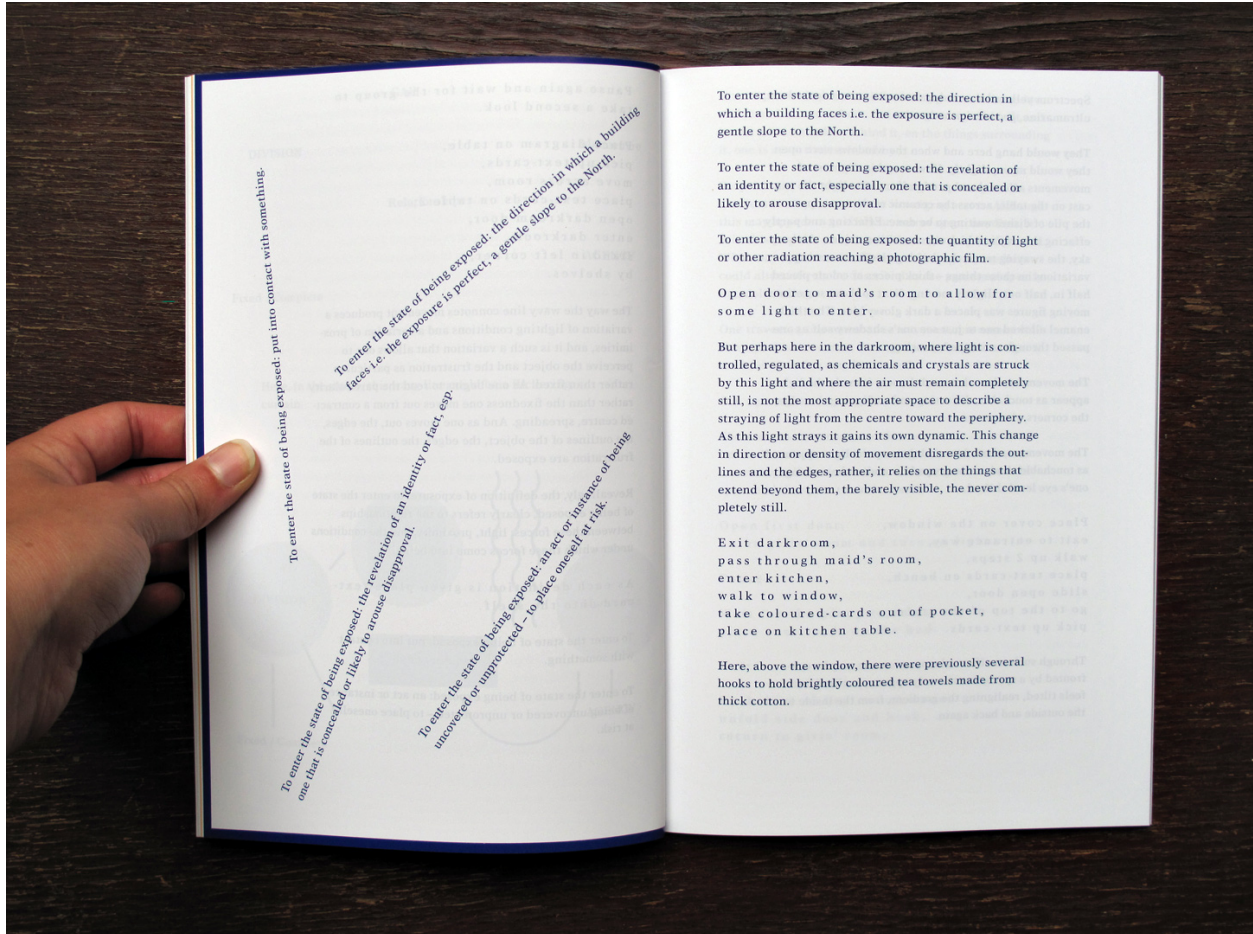 To enter the state of being exposed: put into contact with something.
To enter the state of being exposed: the direction in which a building
faces i.e. the exposure is perfect, a gentle slope to the North.
To enter the state of being exposed: the revelation of an identity or fact, esp.
one that is concealed or likely to arouse disapproval.
To enter the state of being exposed: an act or instance of being
uncovered or unprotected – to place oneself at risk.
To enter the state of being exposed: the direction in
which a building faces i.e. the exposure is perfect, a
gentle slope to the North.
To enter the state of being exposed: the revelation of
an identity or fact, especially one that is concealed or
likely to arouse disapproval.
To enter the state of being exposed: the quantity of light
or other radiation reaching a photographic film.
Open door to maid's room to allow for
some light to enter.
But perhaps here in the darkroom, where light is con-
trolled, regulated, as chemicals and crystals are struck
by this light and where the air must remain completely
still, is not the most appropriate space to describe a
straying of light from the centre toward the periphery.
As this light strays it gains its own dynamic. This change
in direction or density of movement disregards the out-
lines and the edges, rather, it relies on the things that
extend beyond them, the barely visible, the never com-
pletely still.
Exit darkroom,
pass through maid's room,
enter kitchen,
walk to window,
take coloured-cards out of pocket,
place on kitchen table.
Here, above the window, there were previously several
hooks to hold brightly coloured tea towels made from
thick cotton.